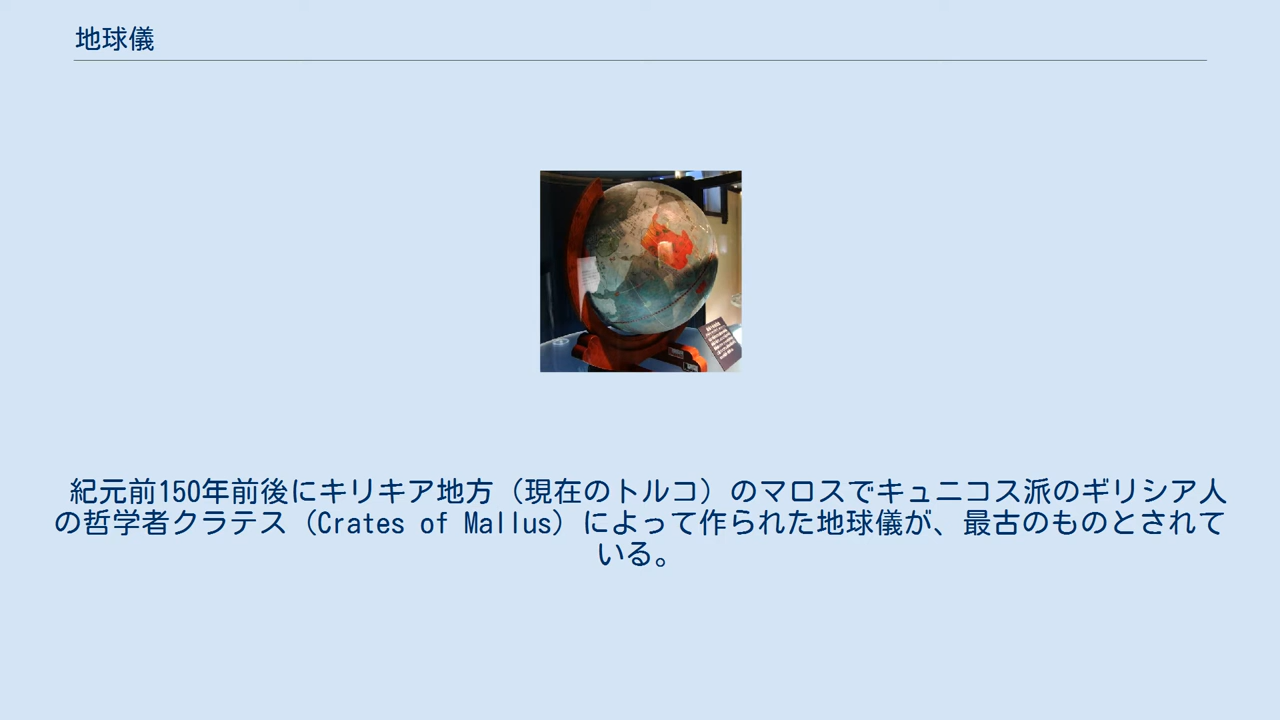 地球儀
紀元前150年前後にキリキア地方（現在のトルコ）のマロスでキュニコス派のギリシア人
の哲学者クラテス（Crates of Mallus）によって作られた地球儀が、最古のものとされて
いる。